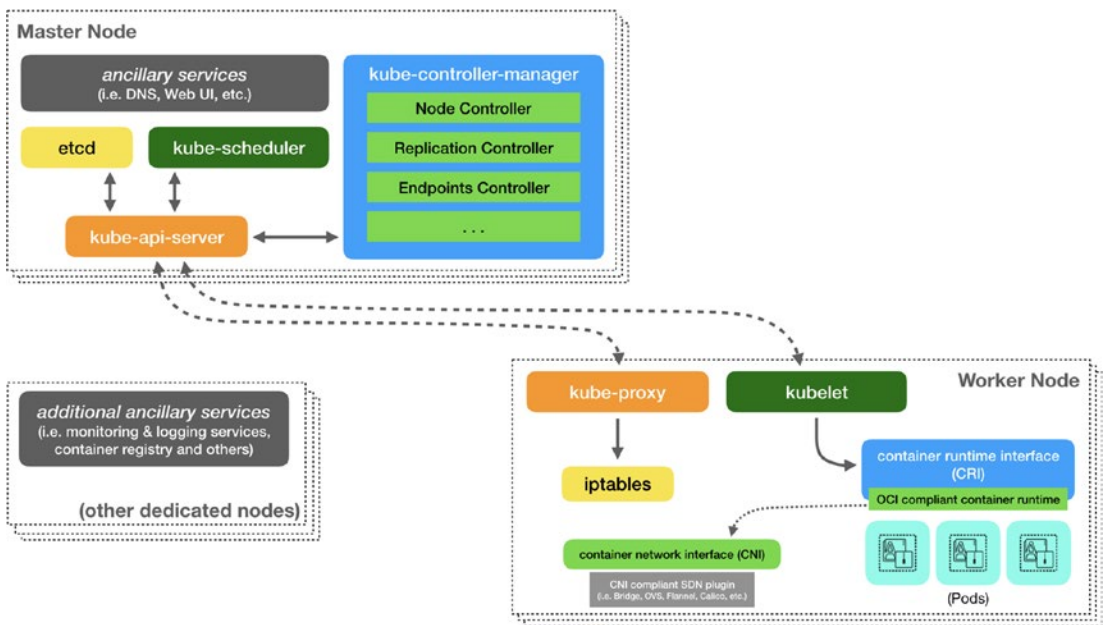 Master Node
ancillary services
(i.e. DNS, Web UI, etc.)
etcd
kube-scheduler
kube-api-server
kube-controller-manager
Node Controller
Replication Controller
Endpoints Controller
. . .
additional ancillary services
(i.e. monitoring & logging services,
container registry and others)
(other dedicated nodes)
Worker Node
kube-proxy
kubelet
iptables
container runtime interface
(CRI)
OCI compliant container runtime
container network interface (CNI)
CNI compliant SDN plugin
(i.e. Bridge, OVS, Flannel, Calico, etc.)
(Pods)